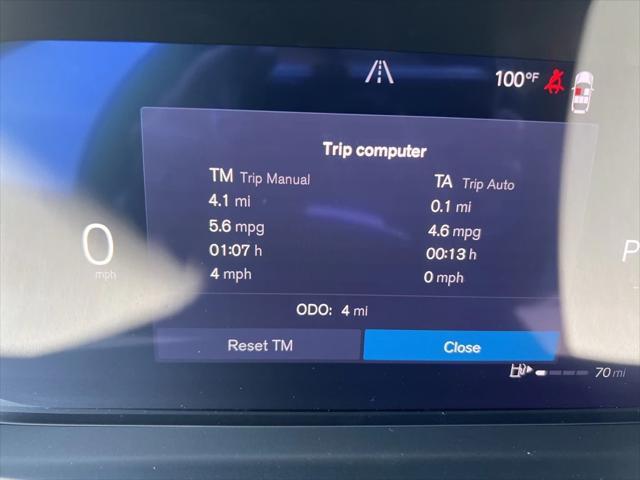 100°F
Trip computer
TM Trip Manual
4.1 mi
5.6 mpg
01:07 h
4 mph
TA Trip Auto
0.1 mi
4.6 mpg
00:13 h
0 mph
0
mph
P
ODO: 4 mi
Reset TM
Close
70 mi